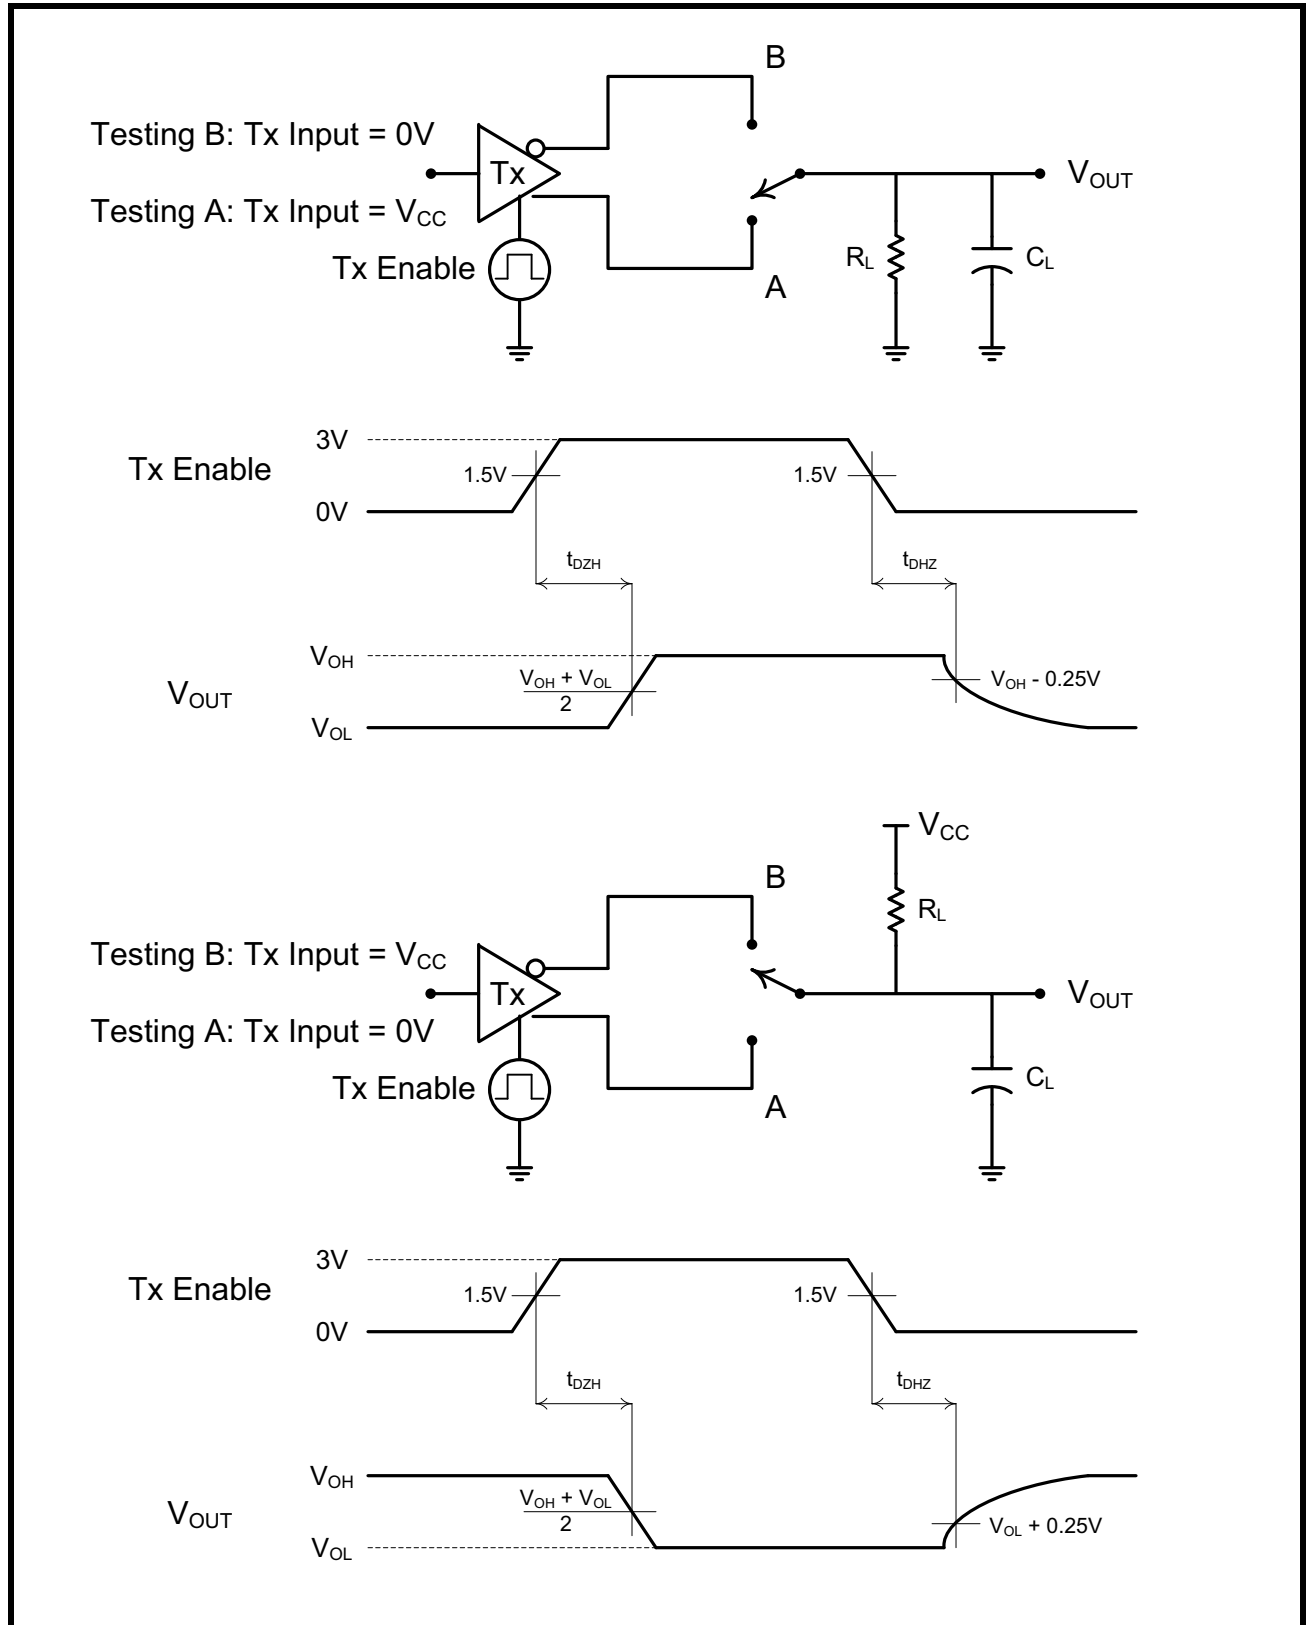 B
Testing B: Tx Input = 0V
Tx
V_OUT
Testing A: Tx Input = V_CC
R_L
C_L
Tx Enable
A
3V
Tx Enable
1.5V
1.5V
0V
t_DZH
t_DHZ
V_OH
V_OH + V_OL
2
V_OH - 0.25V
V_OUT
V_OL
V_CC
B
R_L
Testing B: Tx Input = V_CC
Tx
V_OUT
Testing A: Tx Input = 0V
C_L
Tx Enable
A
3V
Tx Enable
1.5V
1.5V
0V
t_DZH
t_DHZ
V_OH
V_OH + V_OL
2
V_OUT
V_OL + 0.25V
V_OL